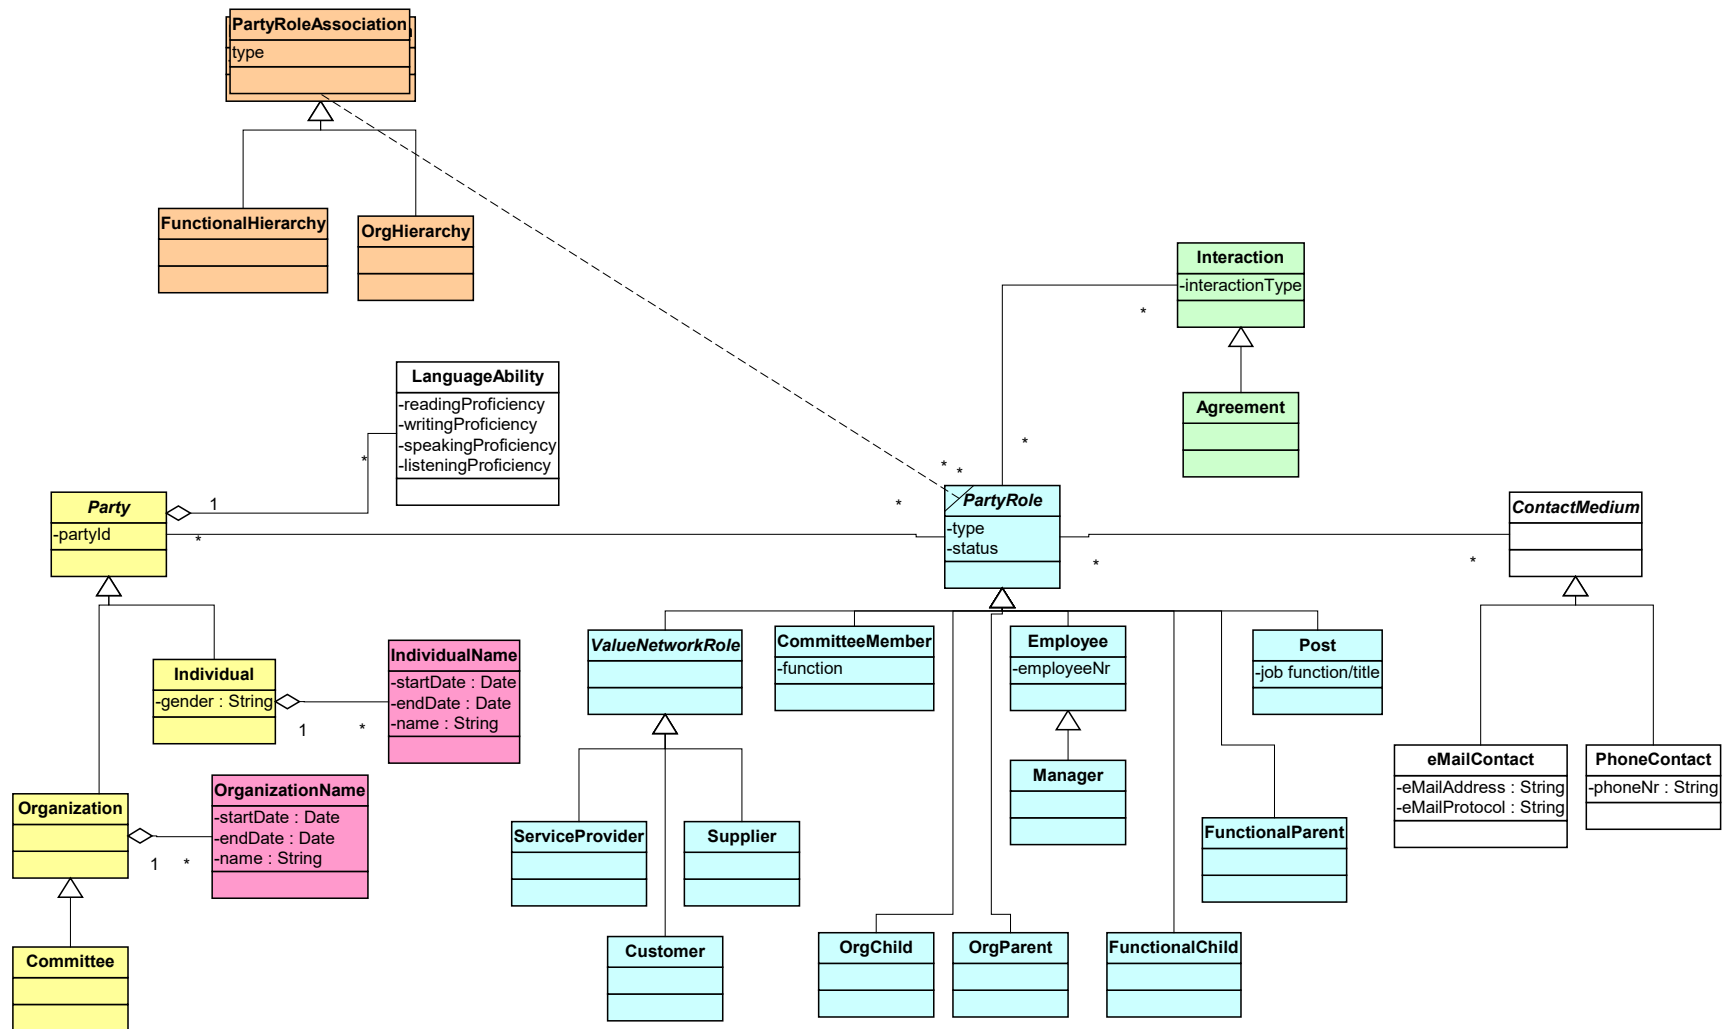 PartyRoleAssociation
type
FunctionalHierarchy
OrgHierarchy
Interaction
-interactionType
*
Agreement
*
LanguageAbility
-readingProficiency
-writingProficiency
-speakingProficiency
-listeningProficiency
*
1
Party
-partyId
*
*
* *
PartyRole
-type
-status
*
*
ContactMedium
Individual
-gender : String
1
*
IndividualName
-startDate : Date
-endDate : Date
-name : String
ValueNetworkRole
CommitteeMember
-function
Employee
-employeeNr
Post
-job function/title
Organization
1
*
OrganizationName
-startDate : Date
-endDate : Date
-name : String
Manager
eMailContact
-eMailAddress : String
-eMailProtocol : String
PhoneContact
-phoneNr : String
ServiceProvider
Supplier
FunctionalParent
Committee
Customer
OrgChild
OrgParent
FunctionalChild